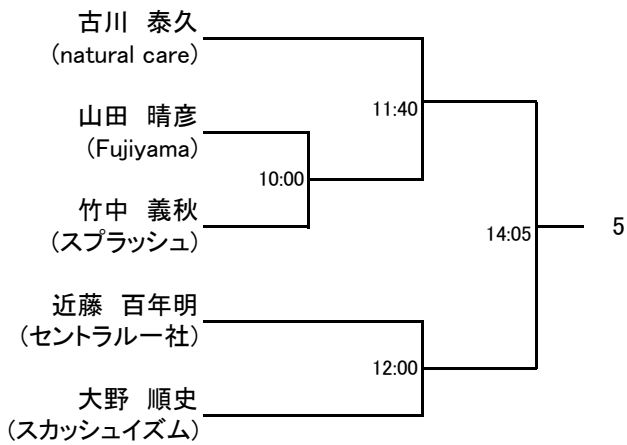 古川 泰久
(natural care)
11:40
山田 晴彦
(Fujiyama)
10:00
竹中 義秋
(スプラッシュ)
14:05
5
近藤 百年明
(セントラル一社)
12:00
大野 順史
(スカッシュイズム)